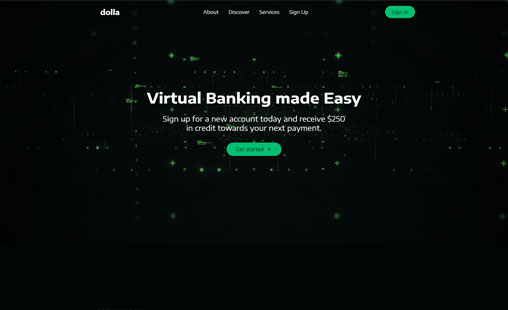 dolla
About Discover Services Sign Up
Sign In
Virtual Banking made Easy
Sign up for a new account today and receive $250
in credit towards your next payment.
Get started